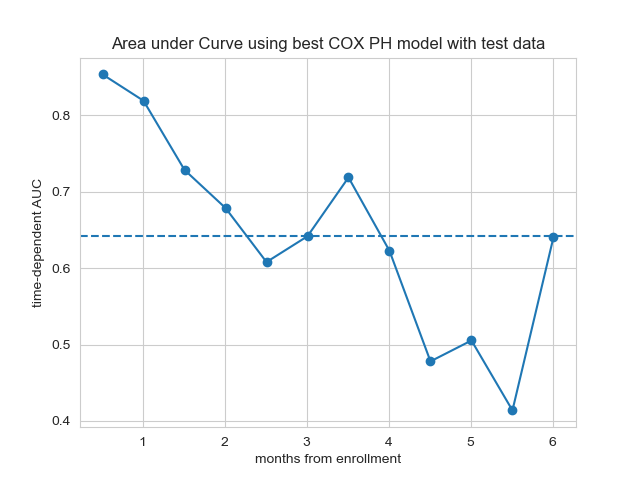 Area under Curve using best COX PH model with test data
time-dependent AUC
0.8
0.7
0.6
0.5
0.4
1 2 3 4 5 6
months from enrollment